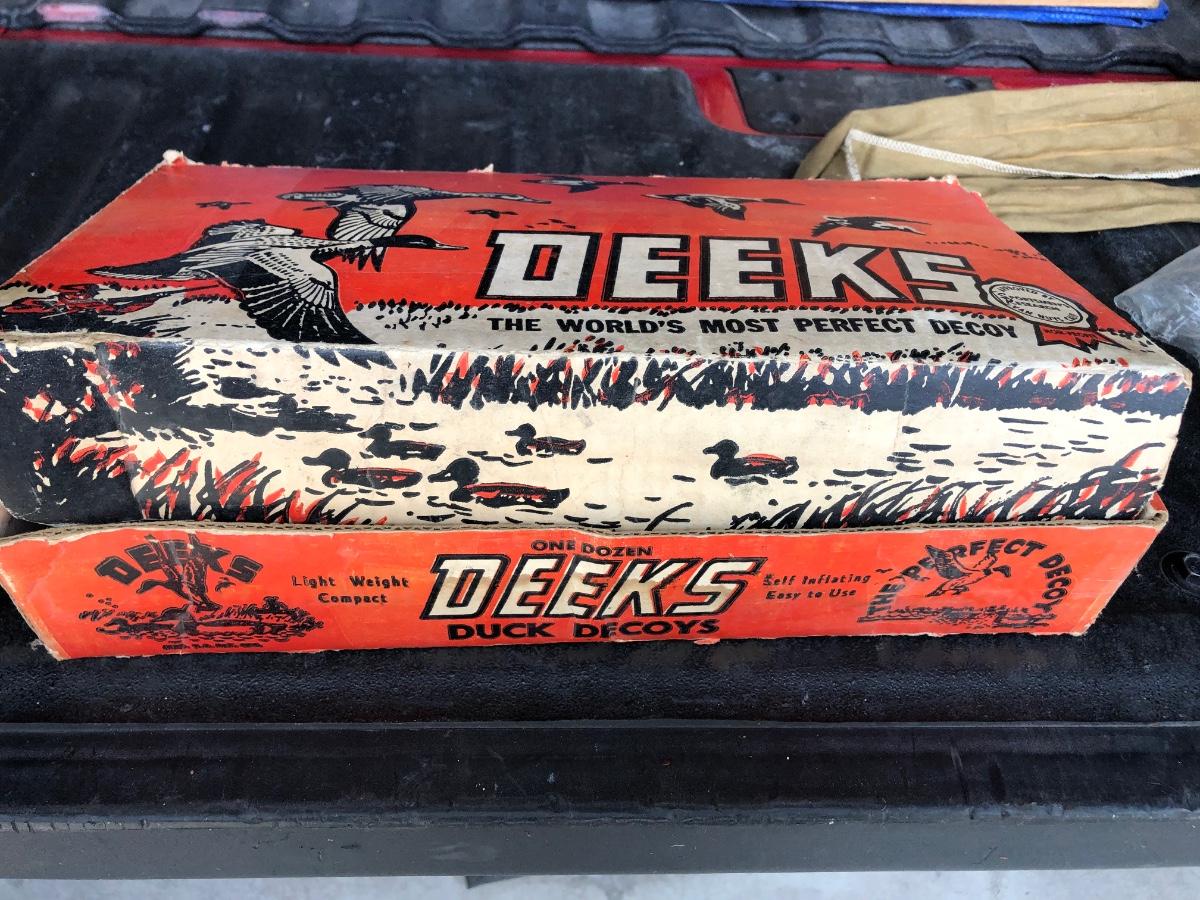 DEEKS
THE WORLD'S MOST PERFECT DECOY
ONE DOZEN
DEEKS
DUCK DECOYS
DEEKS
Light Weight
Compact
Self Inflating
Easy to Use
THE PERFECT DECOY